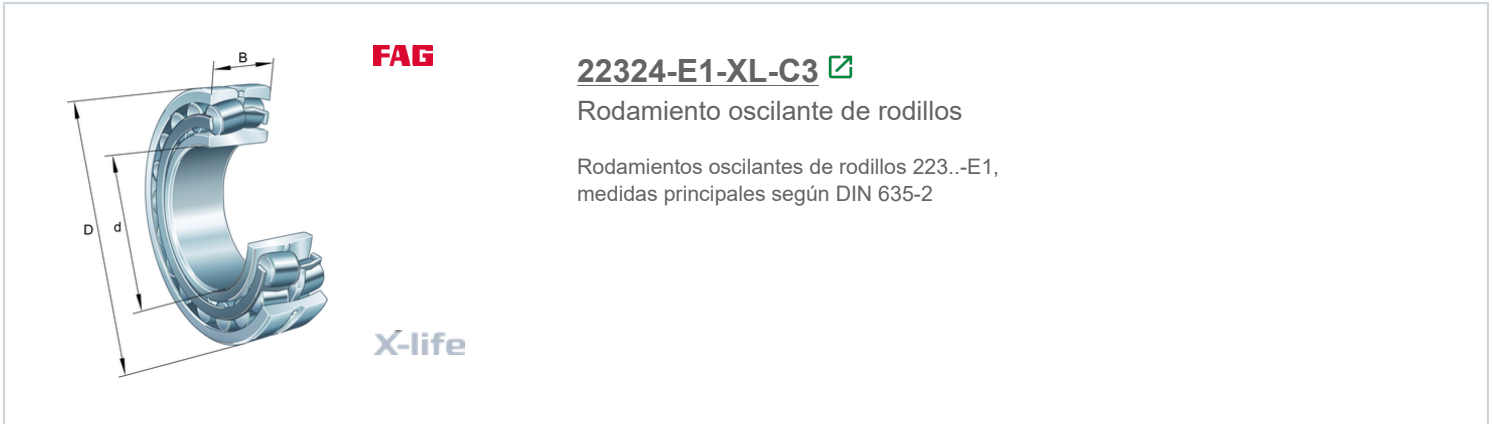 FAG
22324-E1-XL-C3
Rodamiento oscilante de rodillos
Rodamientos oscilantes de rodillos 223..-E1,
medidas principales según DIN 635-2
B
D
d
X-life